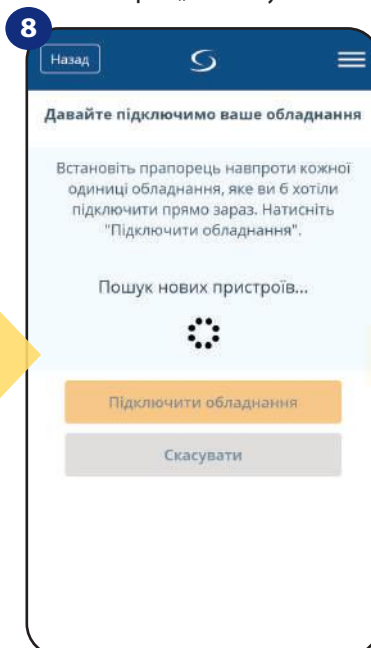 8
Назад
Давайте підключимо ваше обладнання
Встановіть прапорець навпроти кожної
одиниці обладнання, яке ви б хотіли
підключити прямо зараз. Натисніть
"Підключити обладнання".
Пошук нових пристроїв...
Підключити обладнання
Скасувати